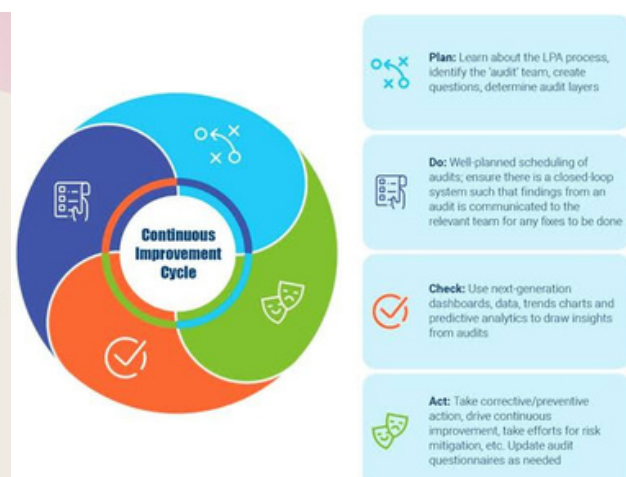 Continuous
Improvement
Cycle
Plan: Learn about the LPA process,
identify the 'audit' team, create
questions, determine audit layers
Do: Well-planned scheduling of
audits; ensure there is a closed-loop
system such that findings from an
audit is communicated to the
relevant team for any fixes to be done
Check: Use next-generation
dashboards, data, trends charts and
predictive analytics to draw insights
from audits
Act: Take corrective/preventive
action, drive continuous
improvement, take efforts for risk
mitigation, etc. Update audit
questionnaires as needed